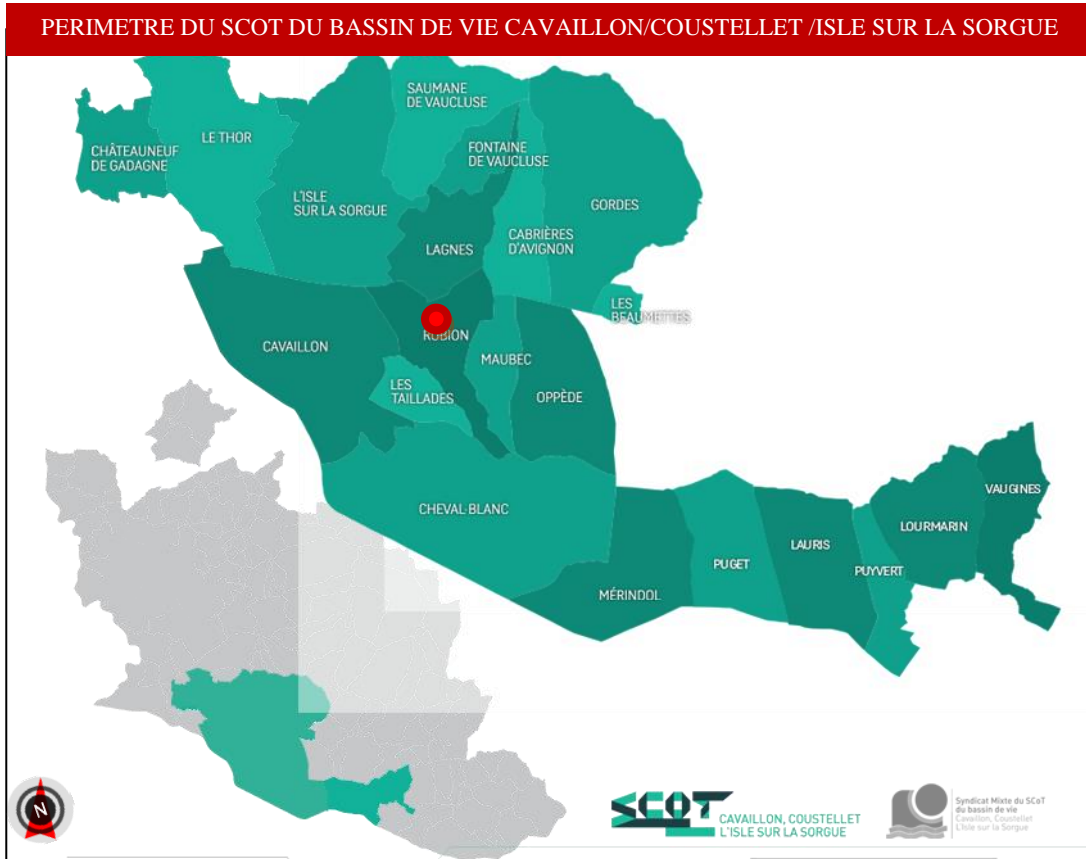 PERIMETRE DU SCOT DU BASSIN DE VIE CAVAILLON/COUSTELLET /ISLE SUR LA SORGUE
SAUMANE
DE VAUCLUSE
LE THOR
CHÂTEAUNEUF
DE GADAGNE
FONTAINE
DE VAUCLUSE
L'ISLE
SUR LA SORGUE
GORDES
CABRIÈRES
D'AVIGNON
LAGNES
LES
BEAUMETTES
ROBION
CAVAILLON
MAUBEC
LES
TAILLADES
OPPÈDE
CHEVAL-BLANC
VAUGINES
LOURMARIN
LAURIS
PUGET
PUYVERT
MÉRINDOL
N
SCOT
CAVAILLON, COUSTELLET
L'ISLE SUR LA SORGUE
Syndicat Mixte du SCoT
du bassin de vie
Cavaillon, Coustellet
L'Isle sur la Sorgue